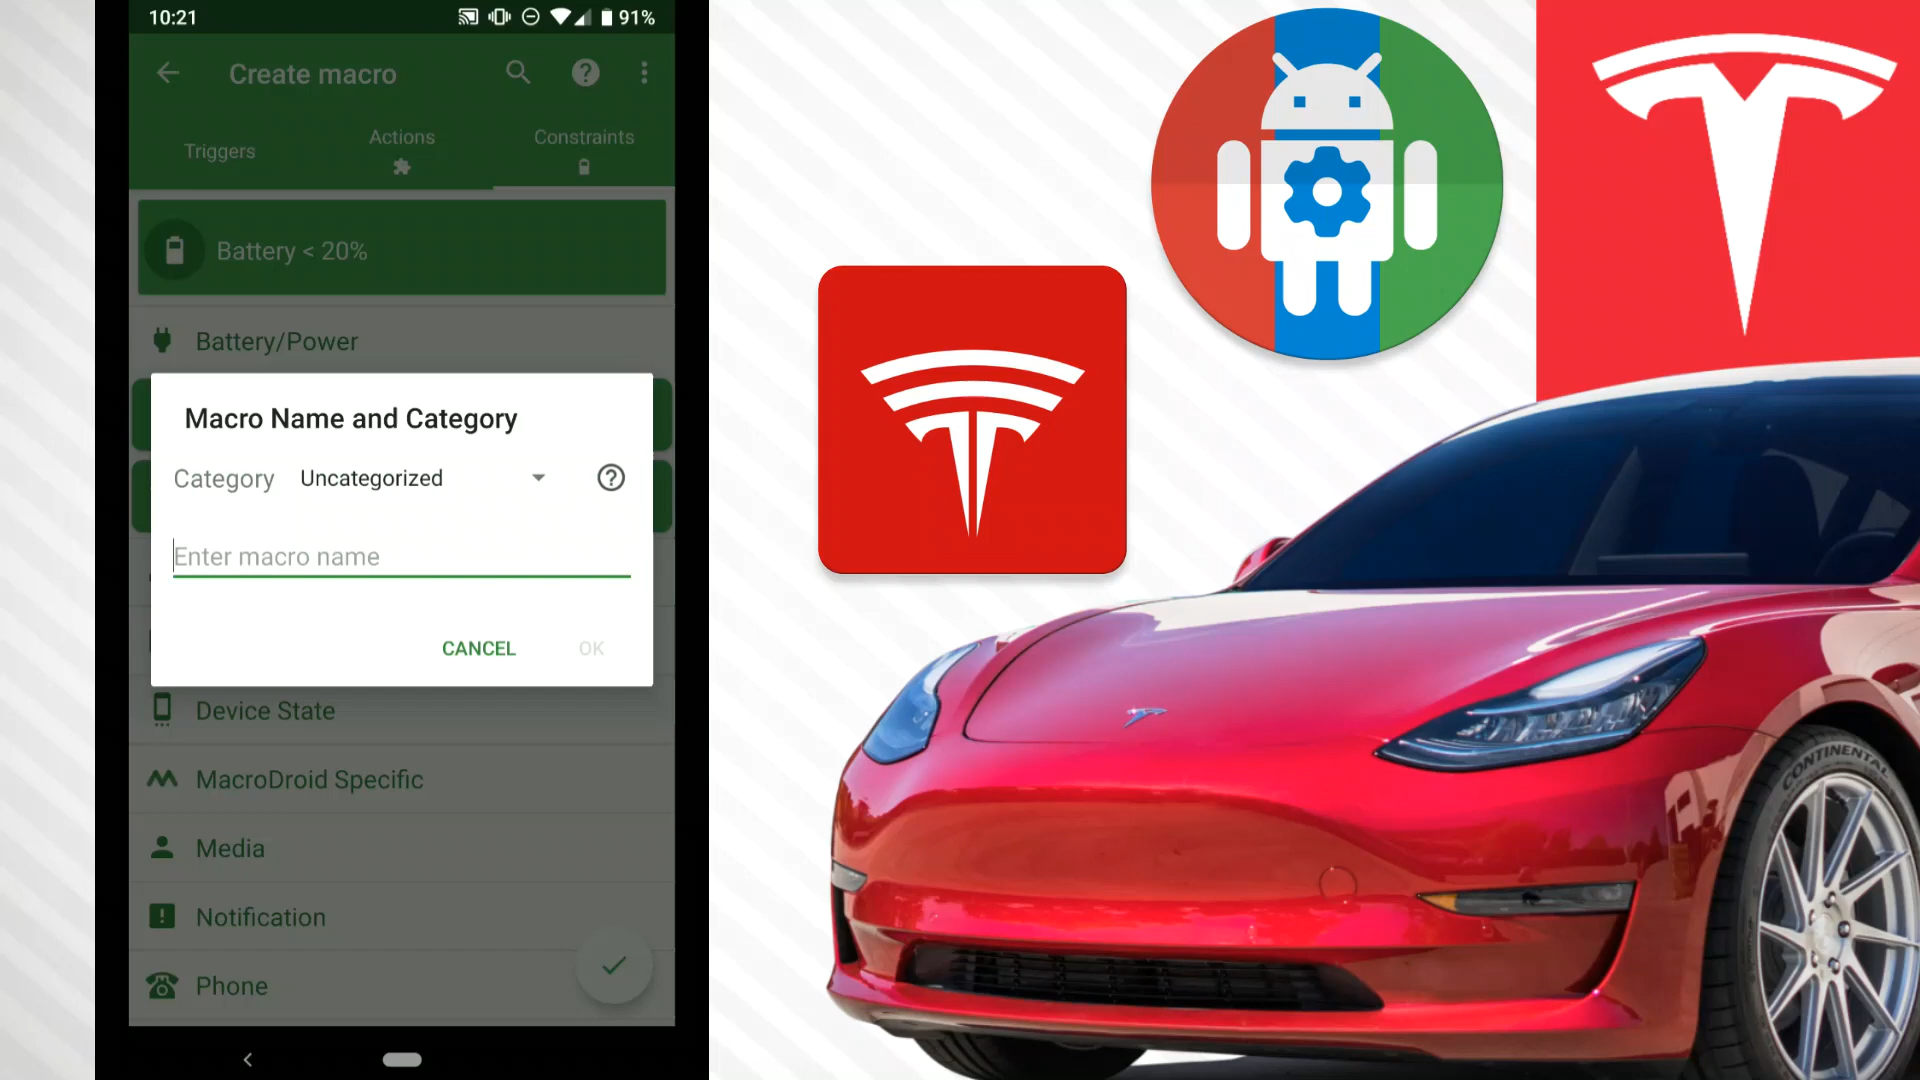 10:21
91%
Create macro
Triggers
Actions
Constraints
Battery < 20%
Battery/Power
Macro Name and Category
Category Uncategorized
Enter macro name
CANCEL OK
Device State
MacroDroid Specific
Media
Notification
Phone
CONTINENTAL